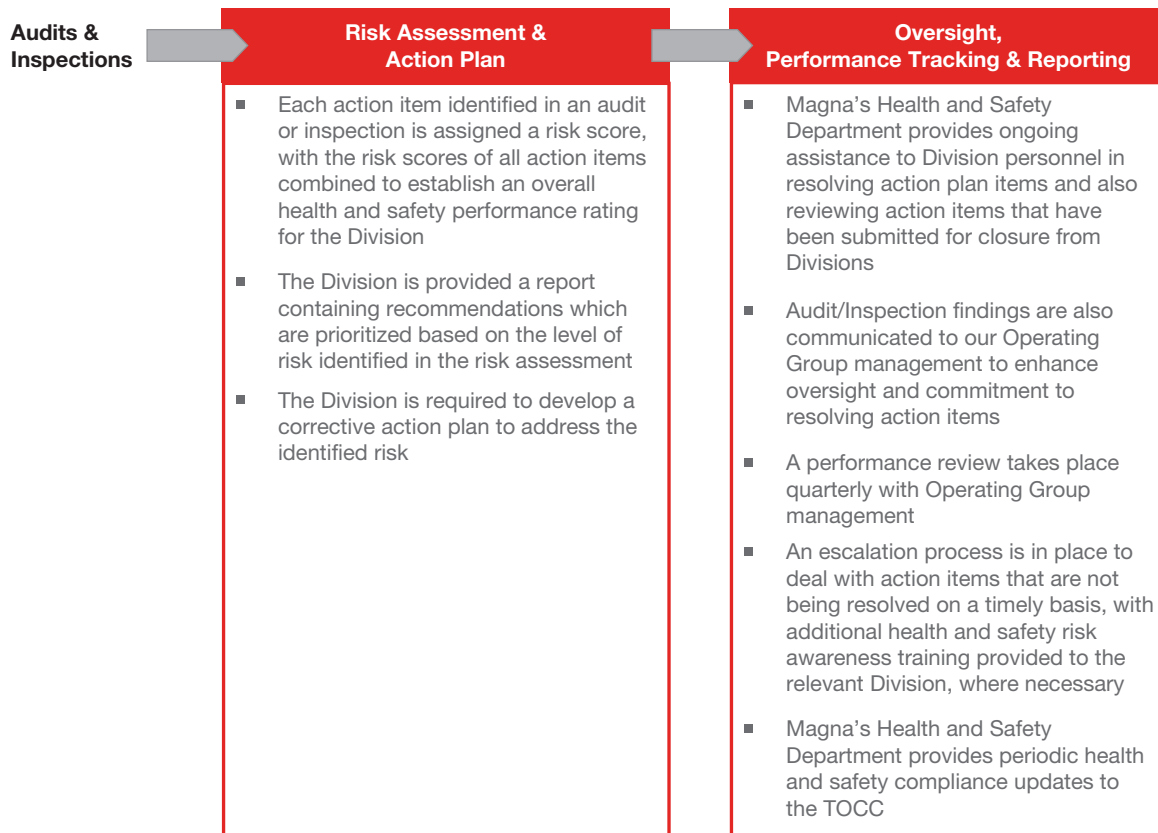 Audits &
Inspections
Risk Assessment &
Action Plan
■ Each action item identified in an audit
or inspection is assigned a risk score,
with the risk scores of all action items
combined to establish an overall
health and safety performance rating
for the Division
■ The Division is provided a report
containing recommendations which
are prioritized based on the level of
risk identified in the risk assessment
■ The Division is required to develop a
corrective action plan to address the
identified risk
Oversight,
Performance Tracking & Reporting
■ Magna’s Health and Safety
Department provides ongoing
assistance to Division personnel in
resolving action plan items and also
reviewing action items that have
been submitted for closure from
Divisions
■ Audit/Inspection findings are also
communicated to our Operating
Group management to enhance
oversight and commitment to
resolving action items
■ A performance review takes place
quarterly with Operating Group
management
■ An escalation process is in place to
deal with action items that are not
being resolved on a timely basis, with
additional health and safety risk
awareness training provided to the
relevant Division, where necessary
■ Magna’s Health and Safety
Department provides periodic health
and safety compliance updates to
the TOCC